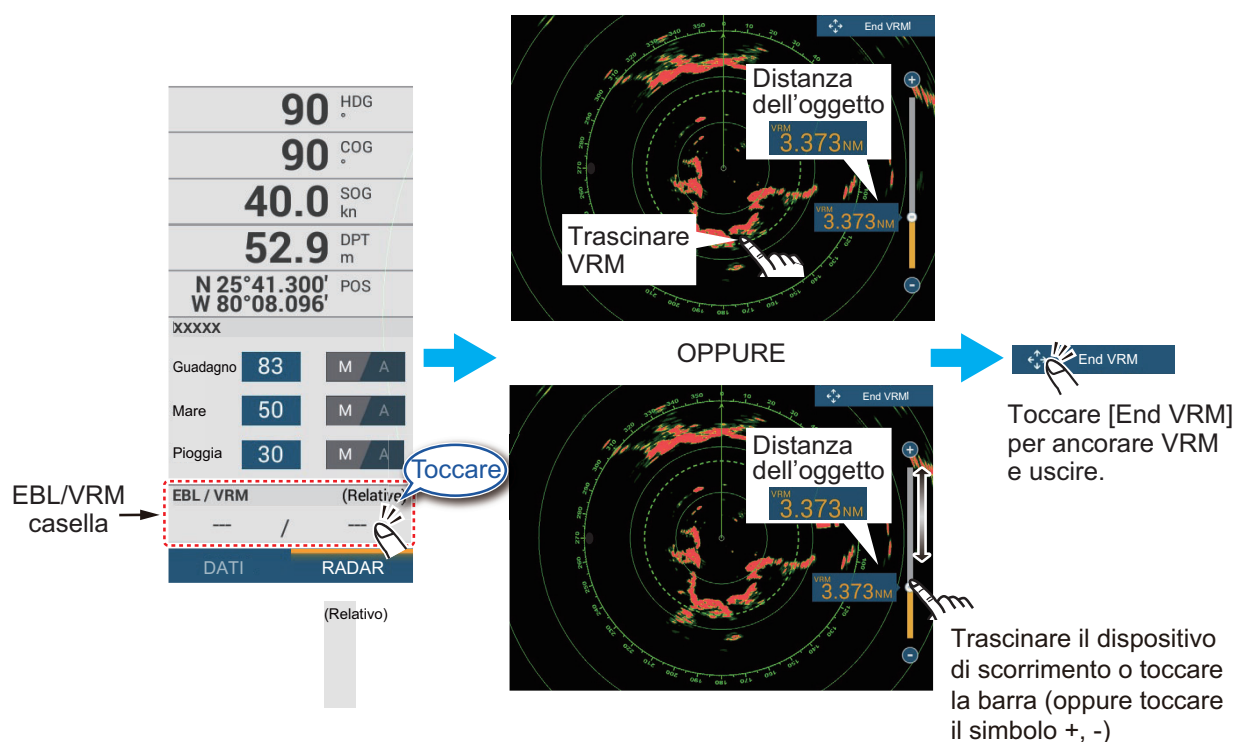 90 HDG °
90 COG °
40.0 SOG kn
52.9 DPT m
N 25°41.300' POS
W 80°08.096'
XXXXX
Guadagno 83 M A
Mare 50 M A
Pioggia 30 M A
Toccare
EBL/VRM
casella
EBL / VRM (Relative)
--- / ---
DATI RADAR
(Relativo)
End VRM
Distanza
dell'oggetto
VRM
3.373NM
VRM
3.373NM
Trascinare
VRM
OPPURE
End VRM
Distanza
dell'oggetto
VRM
3.373NM
VRM
3.373NM
Trascinare il dispositivo
di scorrimento o toccare
la barra (oppure toccare
il simbolo +, -)
End VRM
Toccare [End VRM]
per ancorare VRM
e uscire.